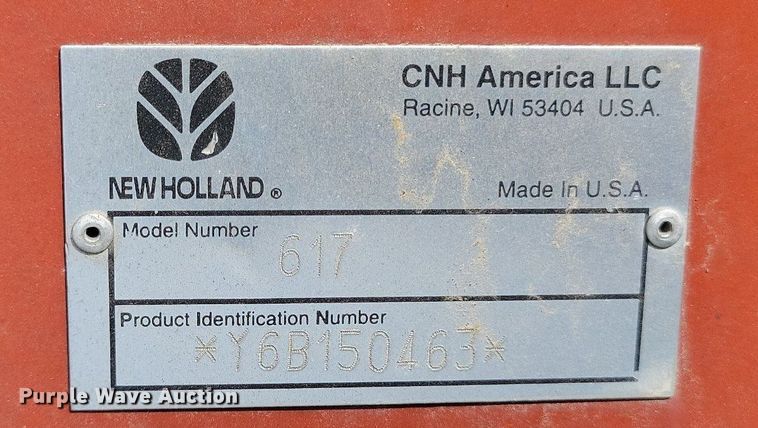 CNH America LLC
Racine, WI 53404 U.S.A.
NEW HOLLAND ®
Made In U.S.A.
Model Number
617
Product Identification Number
*Y6B150463*
Purple Wave Auction